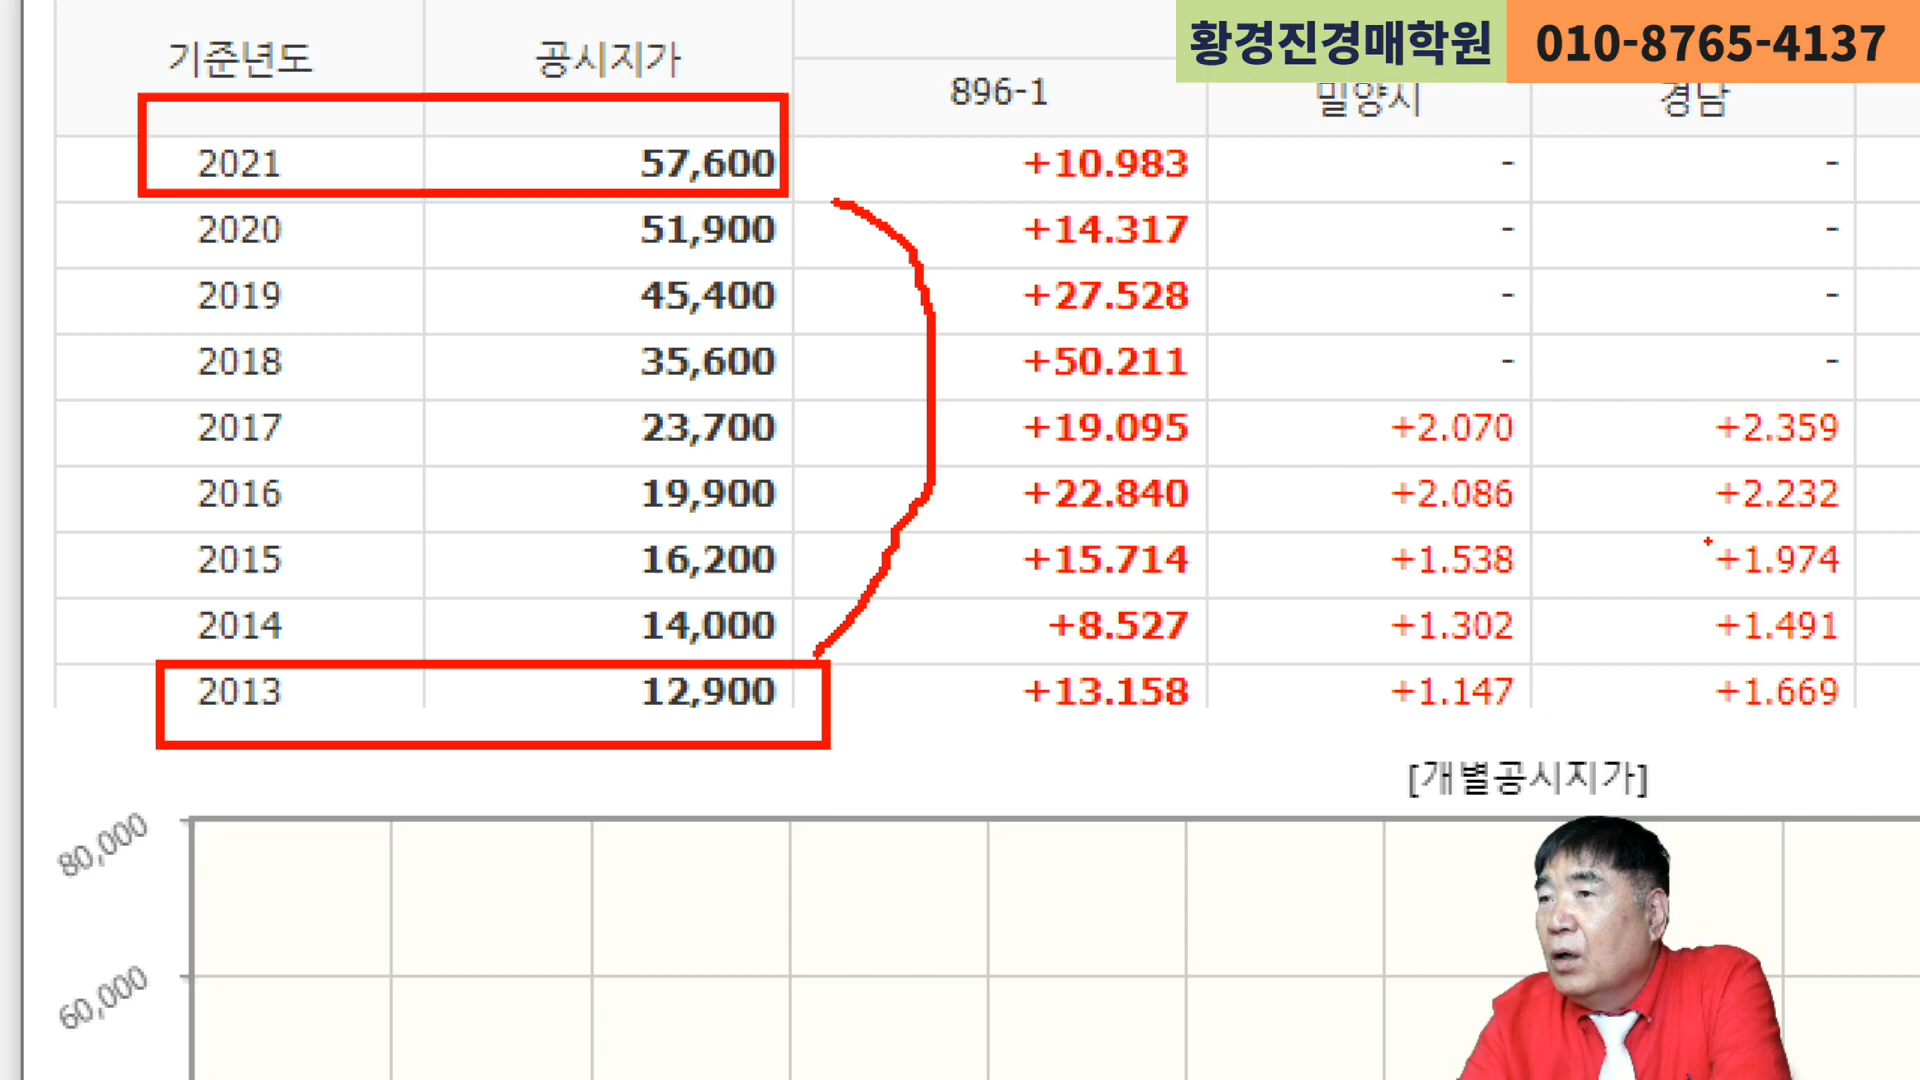 황경진경매학원 010-8765-4137
기준년도 공시지가 896-1 밀양시 경남
2021 57,600 +10.983 - -
2020 51,900 +14.317 - -
2019 45,400 +27.528 - -
2018 35,600 +50.211 - -
2017 23,700 +19.095 +2.070 +2.359
2016 19,900 +22.840 +2.086 +2.232
2015 16,200 +15.714 +1.538 +1.974
2014 14,000 +8.527 +1.302 +1.491
2013 12,900 +13.158 +1.147 +1.669
[개별공시지가]
80,000
60,000